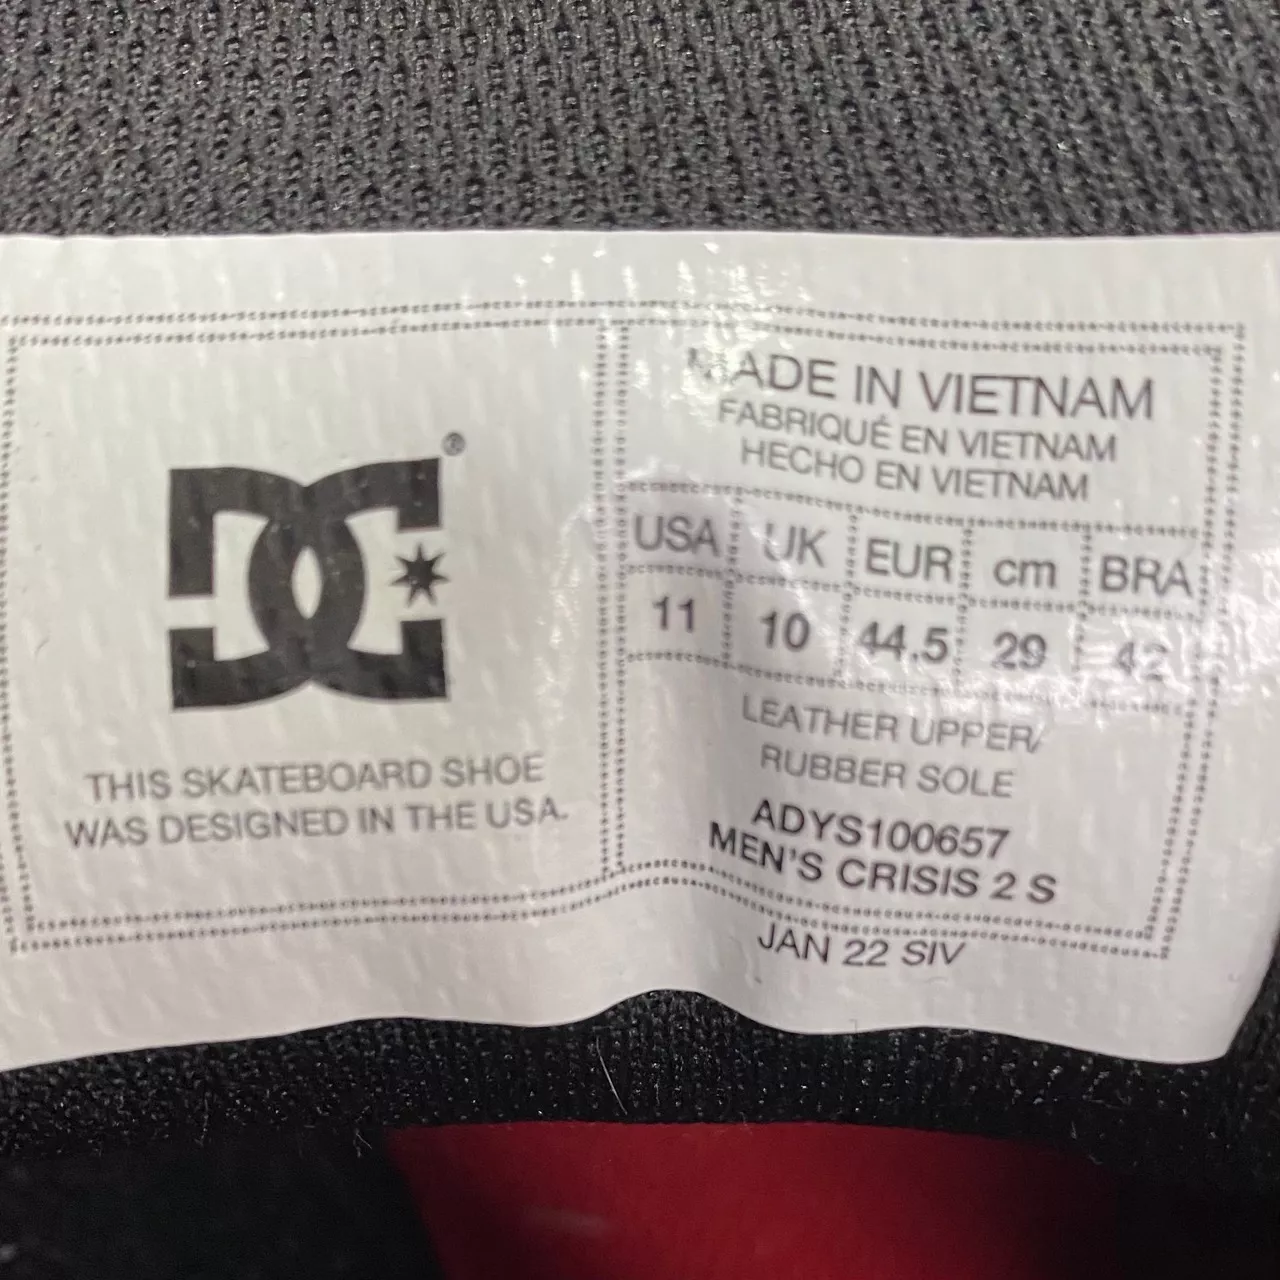 DC®
THIS SKATEBOARD SHOE
WAS DESIGNED IN THE USA.
MADE IN VIETNAM
FABRIQUÉ EN VIETNAM
HECHO EN VIETNAM
USA UK EUR cm BRA
11 10 44.5 29 42
LEATHER UPPER/
RUBBER SOLE
ADYS100657
MEN'S CRISIS 2 S
JAN 22 SIV